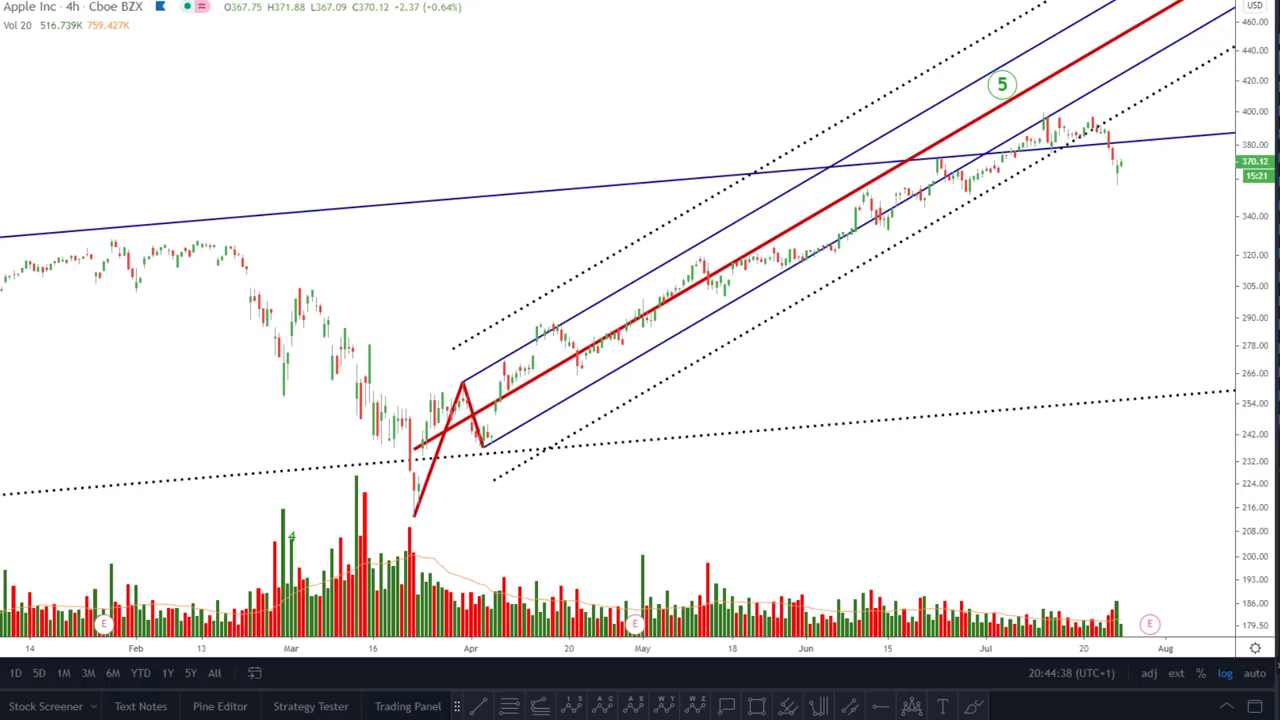 Apple Inc · 4h · Cboe BZX
O367.75 H371.88 L367.09 C370.12 +2.37 (+0.64%)
Vol 20 516.739K 759.427K
USD
460.00
440.00
420.00
400.00
380.00
370.12
15:21
340.00
320.00
305.00
290.00
278.00
266.00
254.00
242.00
232.00
224.00
216.00
208.00
200.00
193.00
186.00
179.50
5
4
E
E
E
14 Feb 13 Mar 16 Apr 20 May 18 Jun 15 Jul 20 Aug
1D 5D 1M 3M 6M YTD 1Y 5Y All
20:44:38 (UTC+1) adj ext % log auto
Stock Screener Text Notes Pine Editor Strategy Tester Trading Panel